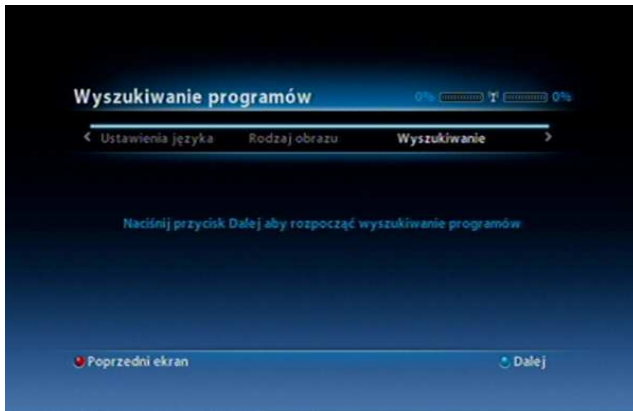 Wyszukiwanie programów
0% 0%
Ustawienia języka Rodzaj obrazu Wyszukiwanie
Naciśnij przycisk Dalej aby rozpocząć wyszukiwanie programów
Poprzedni ekran Dalej